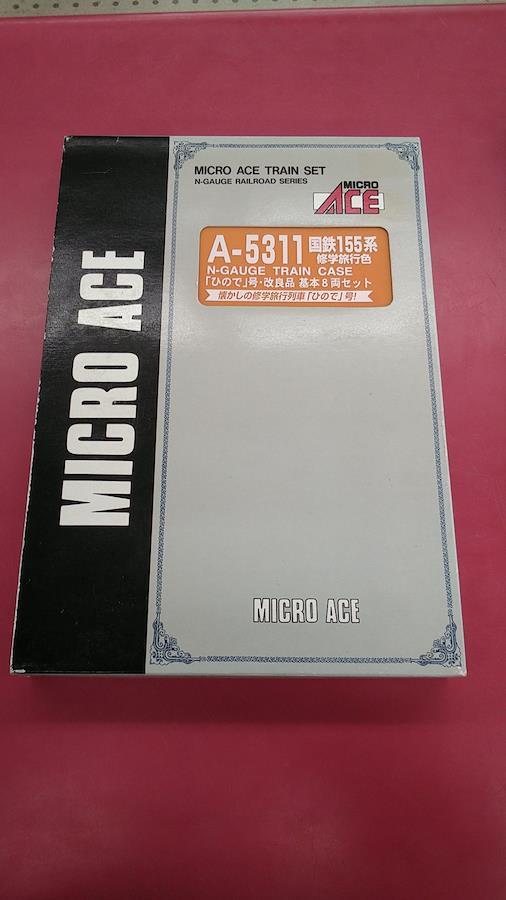 MICRO ACE
MICRO ACE TRAIN SET
N-GAUGE RAILROAD SERIES
MICRO
ACE
A-5311 国鉄155系
修学旅行色
N-GAUGE TRAIN CASE
「ひので」号・改良品 基本8両セット
懐かしの修学旅行列車「ひので」号!
MICRO ACE